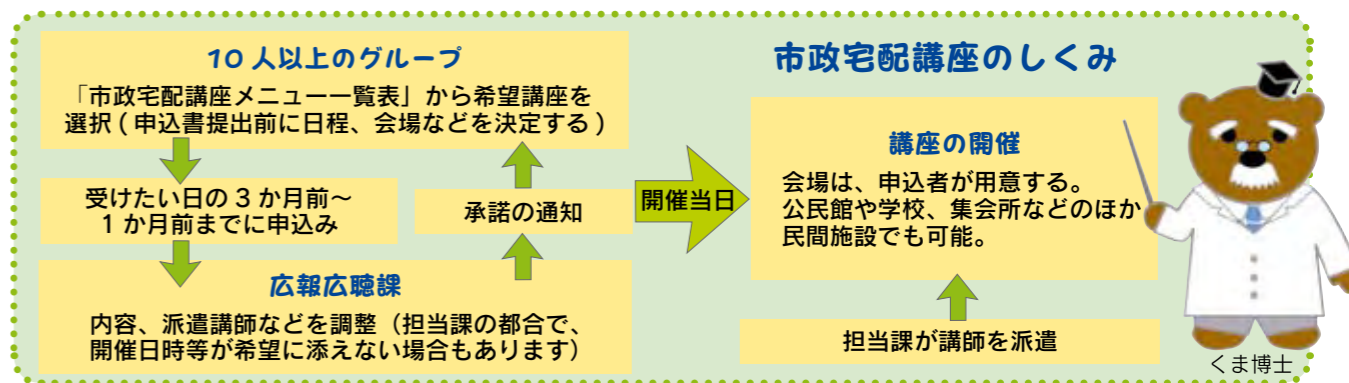 市政宅配講座のしくみ
10人以上のグループ
「市政宅配講座メニュー一覧表」から希望講座を
選択(申込書提出前に日程、会場などを決定する)
受けたい日の3か月前～
1か月前までに申込み
広報広聴課
内容、派遣講師などを調整（担当課の都合で、
開催日時等が希望に添えない場合もあります）
承諾の通知
開催当日
講座の開催
会場は、申込者が用意する。
公民館や学校、集会所などのほか
民間施設でも可能。
担当課が講師を派遣
くま博士